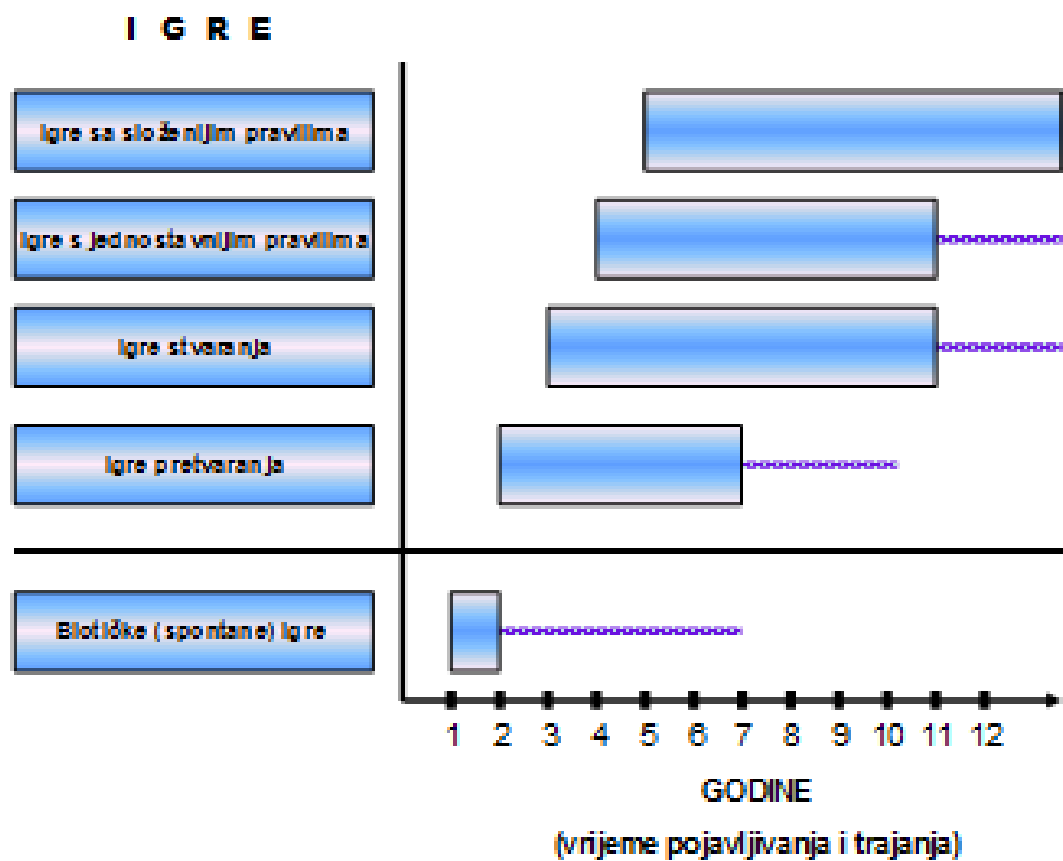 I G R E
Igre sa složenijim pravilima
Igre s jednostavnijim pravilima
Igre stvaranja
Igre pretvaranja
Biotičke (spontane) igre
1 2 3 4 5 6 7 8 9 10 11 12
GODINE
(vrijeme pojavljivanja i trajanja)